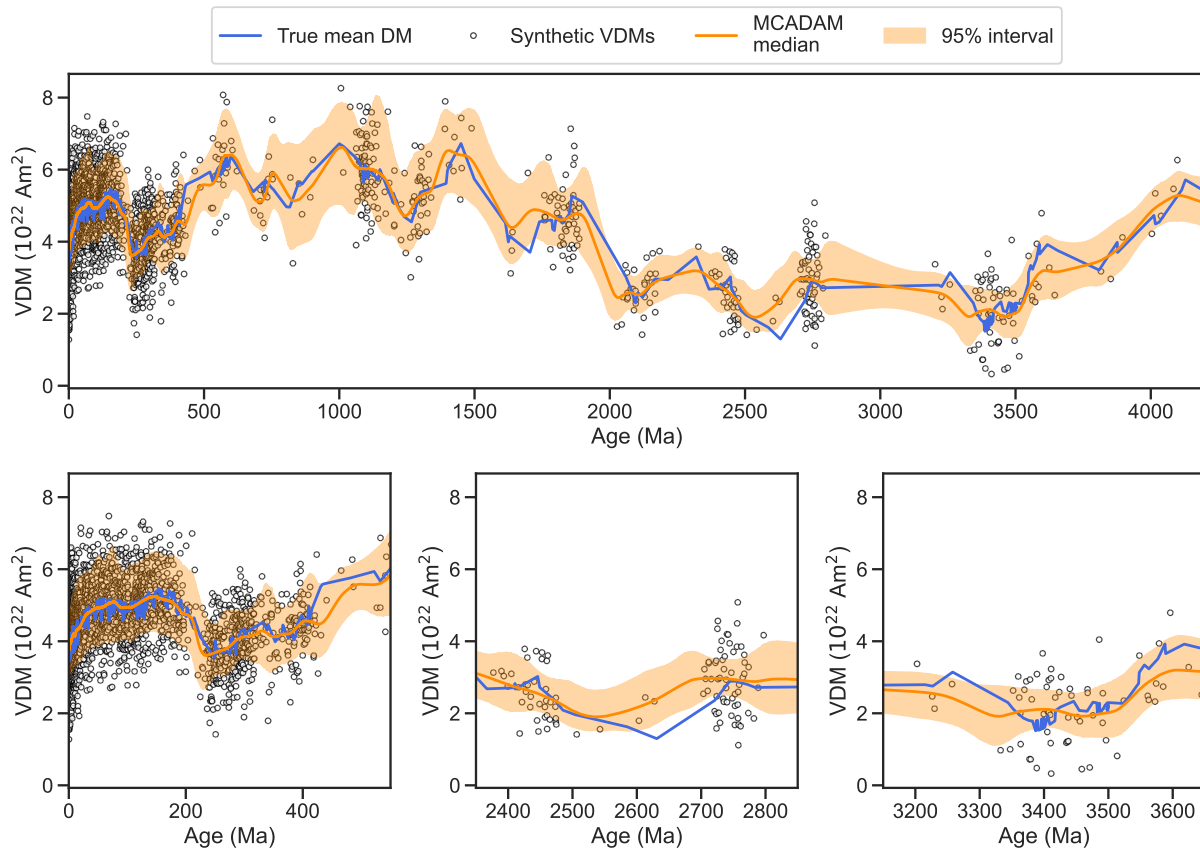 True mean DM
Synthetic VDMs
MCADAM
median
95% interval
VDM (10²² Am²)
8
6
4
2
0
0 500 1000 1500 2000 2500 3000 3500 4000
Age (Ma)
VDM (10²² Am²)
8
6
4
2
0
0 200 400
Age (Ma)
VDM (10²² Am²)
8
6
4
2
0
2400 2500 2600 2700 2800
Age (Ma)
VDM (10²² Am²)
8
6
4
2
0
3200 3300 3400 3500 3600
Age (Ma)